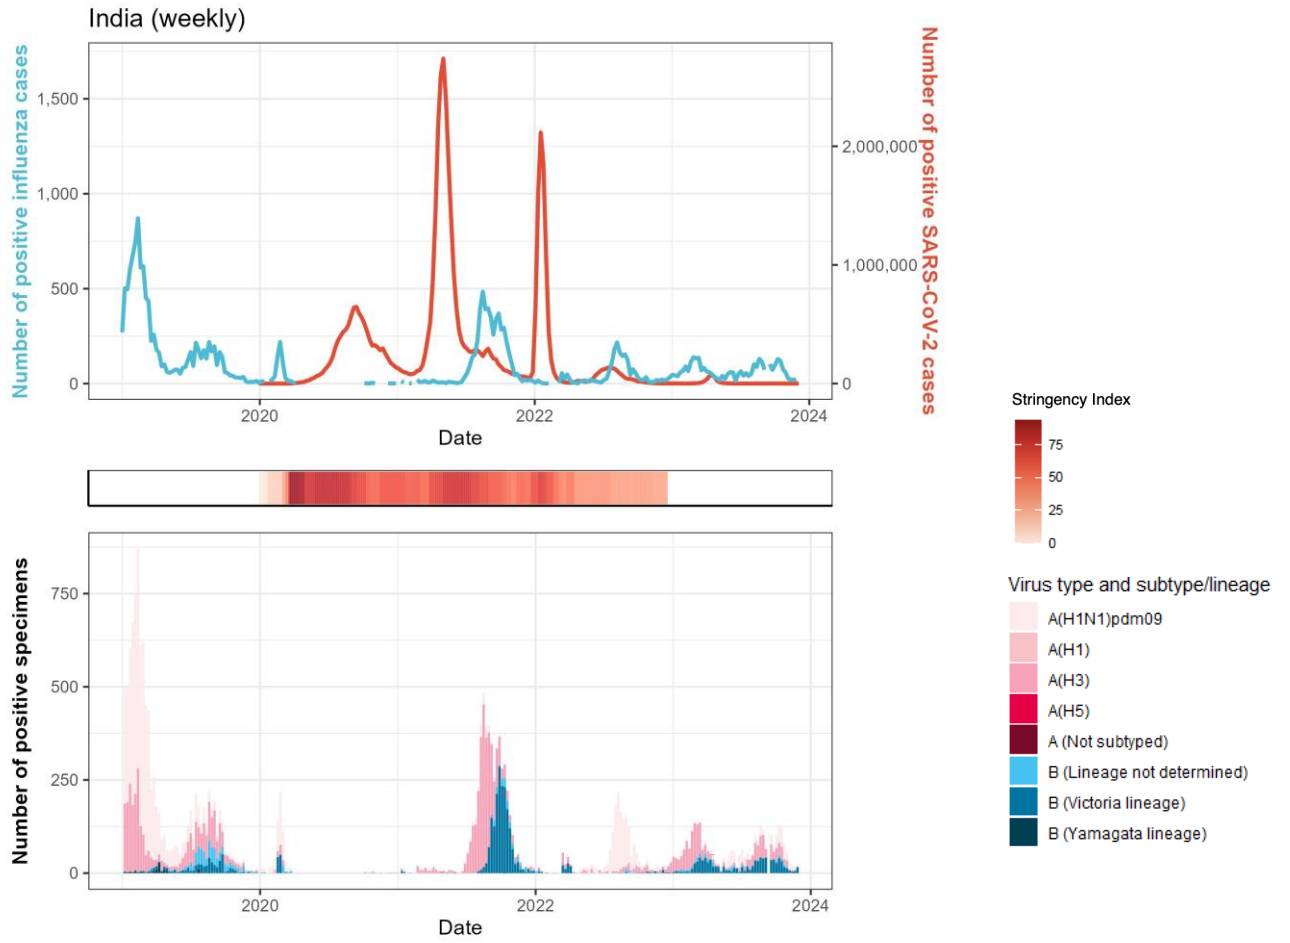 India (weekly)
Number of positive influenza cases
1,500
1,000
500
0
2,000,000
1,000,000
0
Number of positive SARS-CoV-2 cases
2020
2022
2024
Date
Stringency Index
75
50
25
0
Number of positive specimens
750
500
250
0
2020
2022
2024
Date
Virus type and subtype/lineage
A(H1N1)pdm09
A(H1)
A(H3)
A(H5)
A (Not subtyped)
B (Lineage not determined)
B (Victoria lineage)
B (Yamagata lineage)